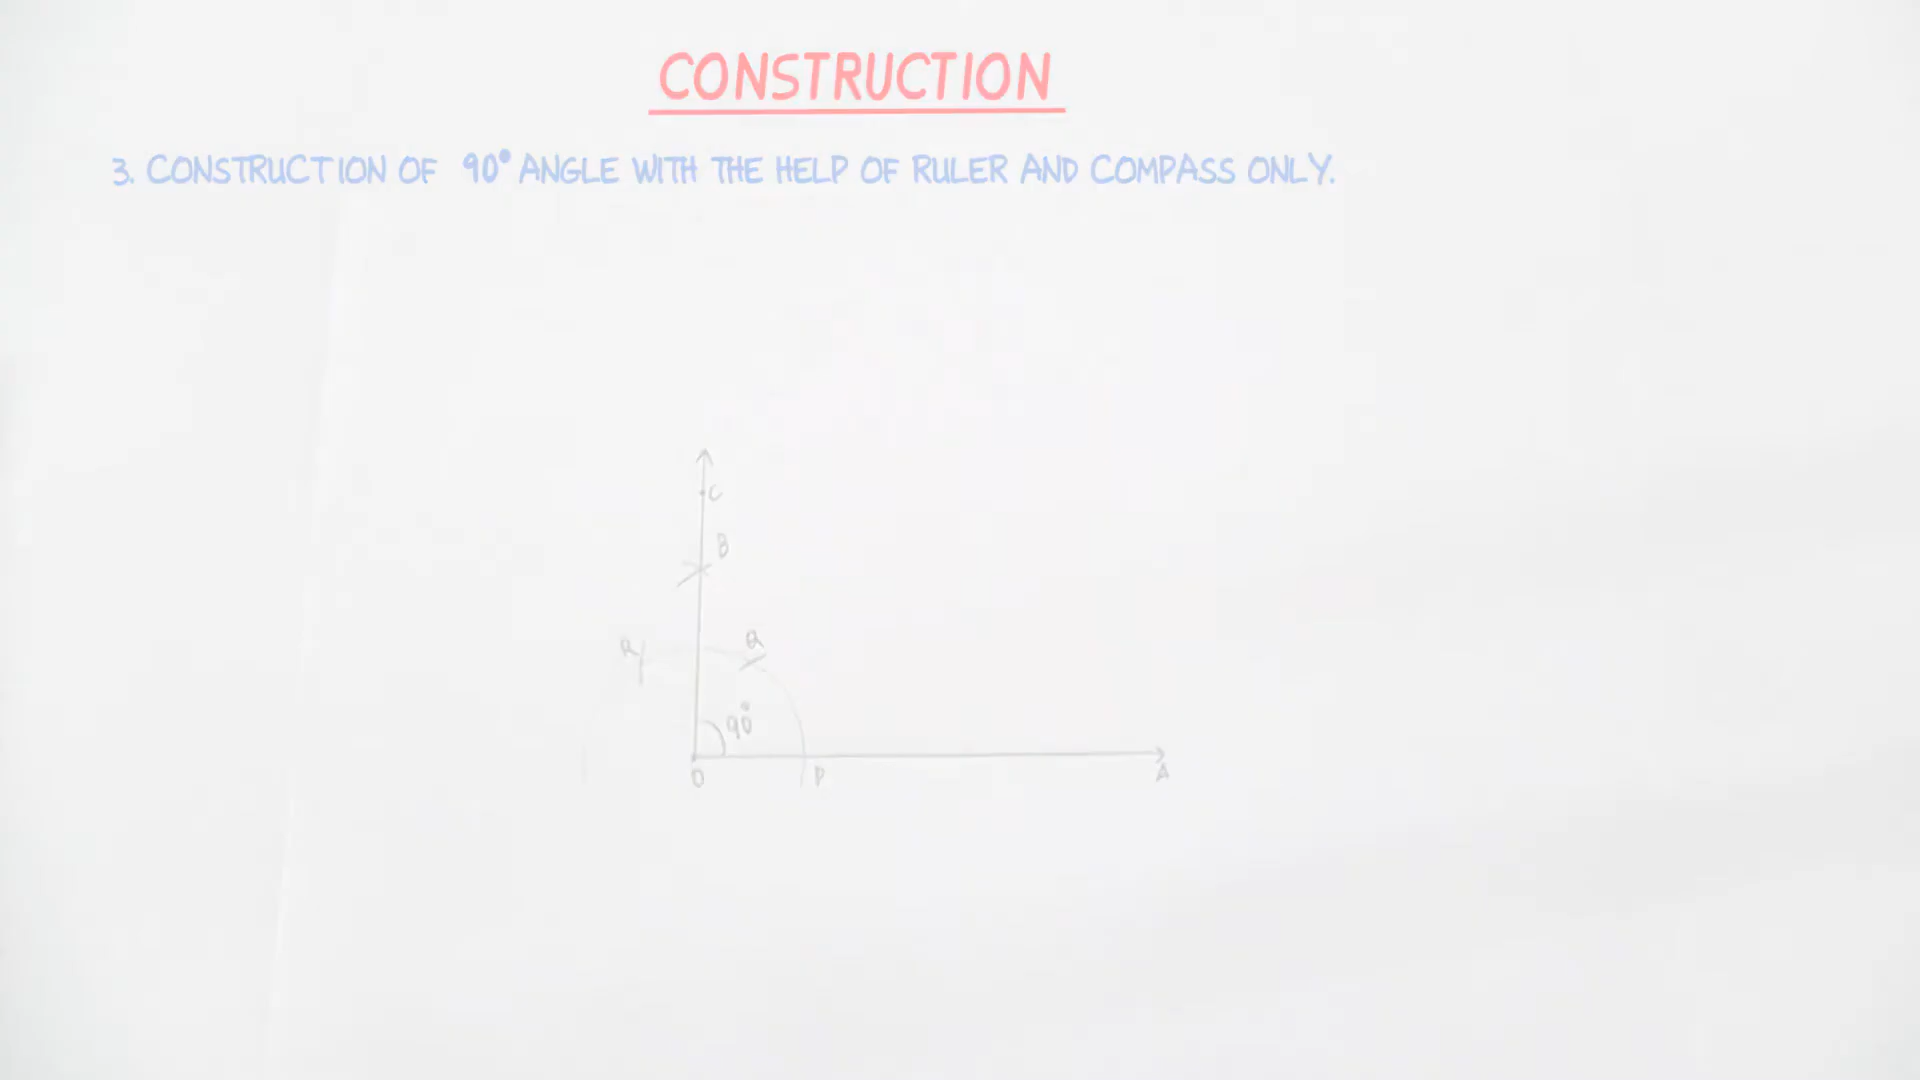 CONSTRUCTION
3. CONSTRUCTION OF 90° ANGLE WITH THE HELP OF RULER AND COMPASS ONLY.
C
B
R
Q
90°
O
P
A